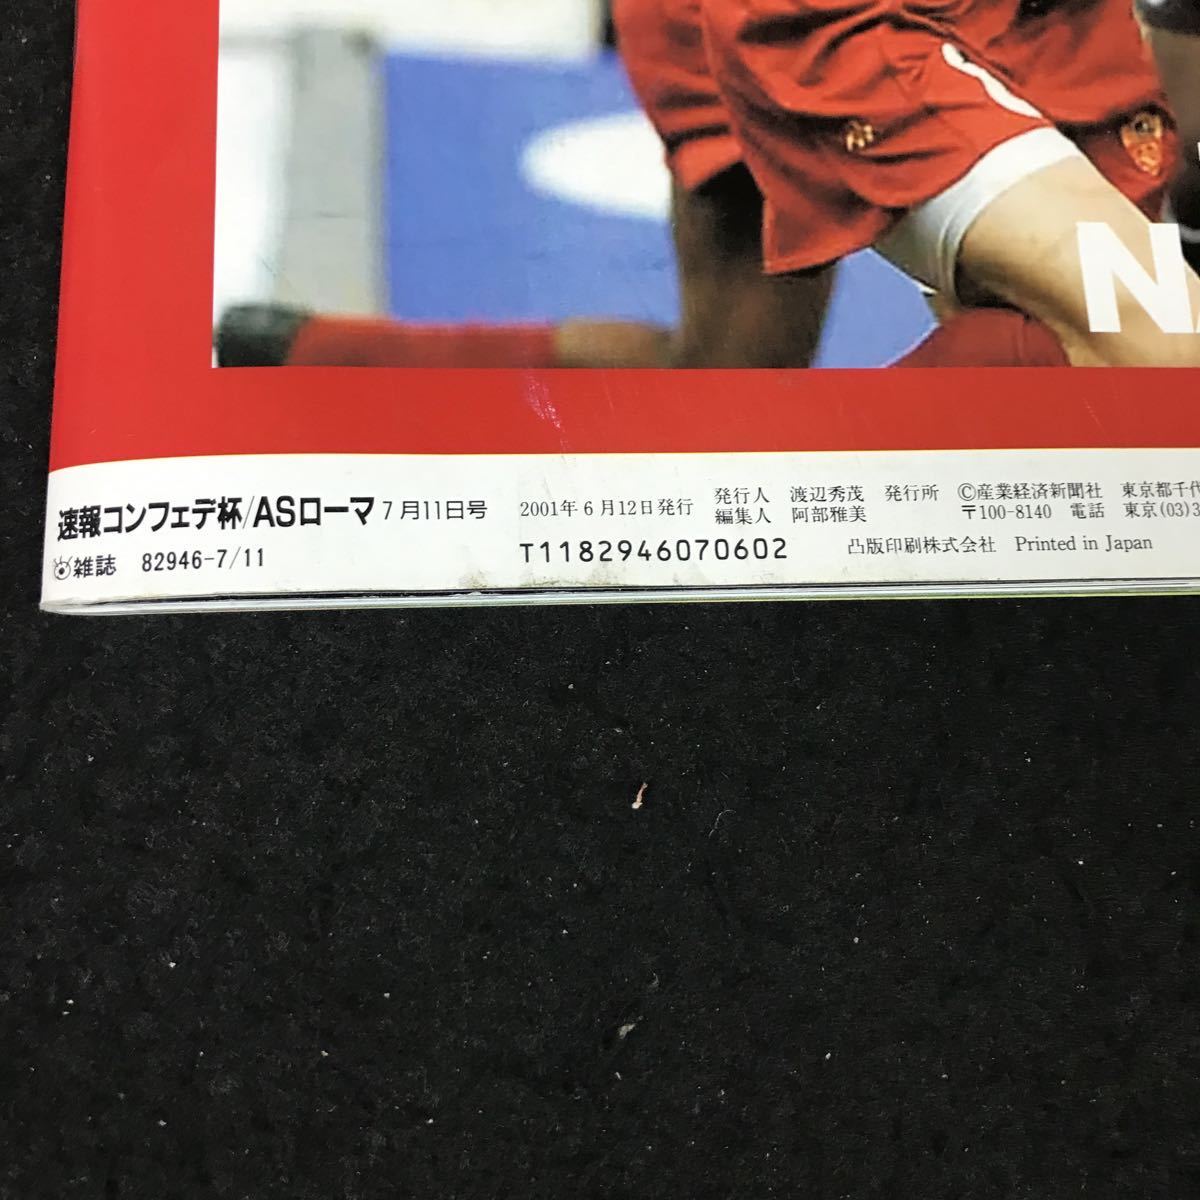 速報コンフェデ杯/ASローマ 7月11日号 2001年6月12日発行 発行人 渡辺秀茂 発行所 ©産業経済新聞社 東京都千代
編集人 阿部雅美 〒100-8140 電話 東京(03)3
雑誌 82946-7/11 T1182946070602 凸版印刷株式会社 Printed in Japan